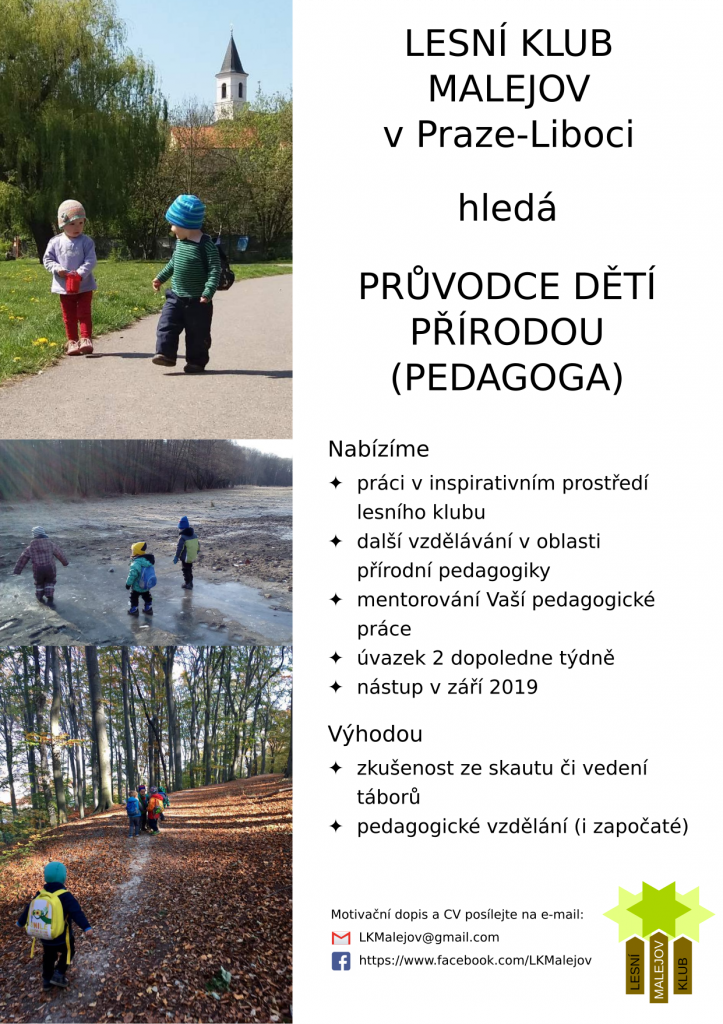 LESNÍ KLUB
MALEJOV
v Praze-Liboci
hledá
PRŮVODCE DĚTÍ
PŘÍRODOU
(PEDAGOGA)
Nabízíme
✦ práci v inspirativním prostředí
lesního klubu
✦ další vzdělávání v oblasti
přírodní pedagogiky
✦ mentorování Vaší pedagogické
práce
✦ úvazek 2 dopoledne týdně
✦ nástup v září 2019
Výhodou
✦ zkušenost ze skautu či vedení
táborů
✦ pedagogické vzdělání (i započaté)
Motivační dopis a CV posílejte na e-mail:
LKMalejov@gmail.com
https://www.facebook.com/LKMalejov
LESNÍ
MALEJOV
KLUB